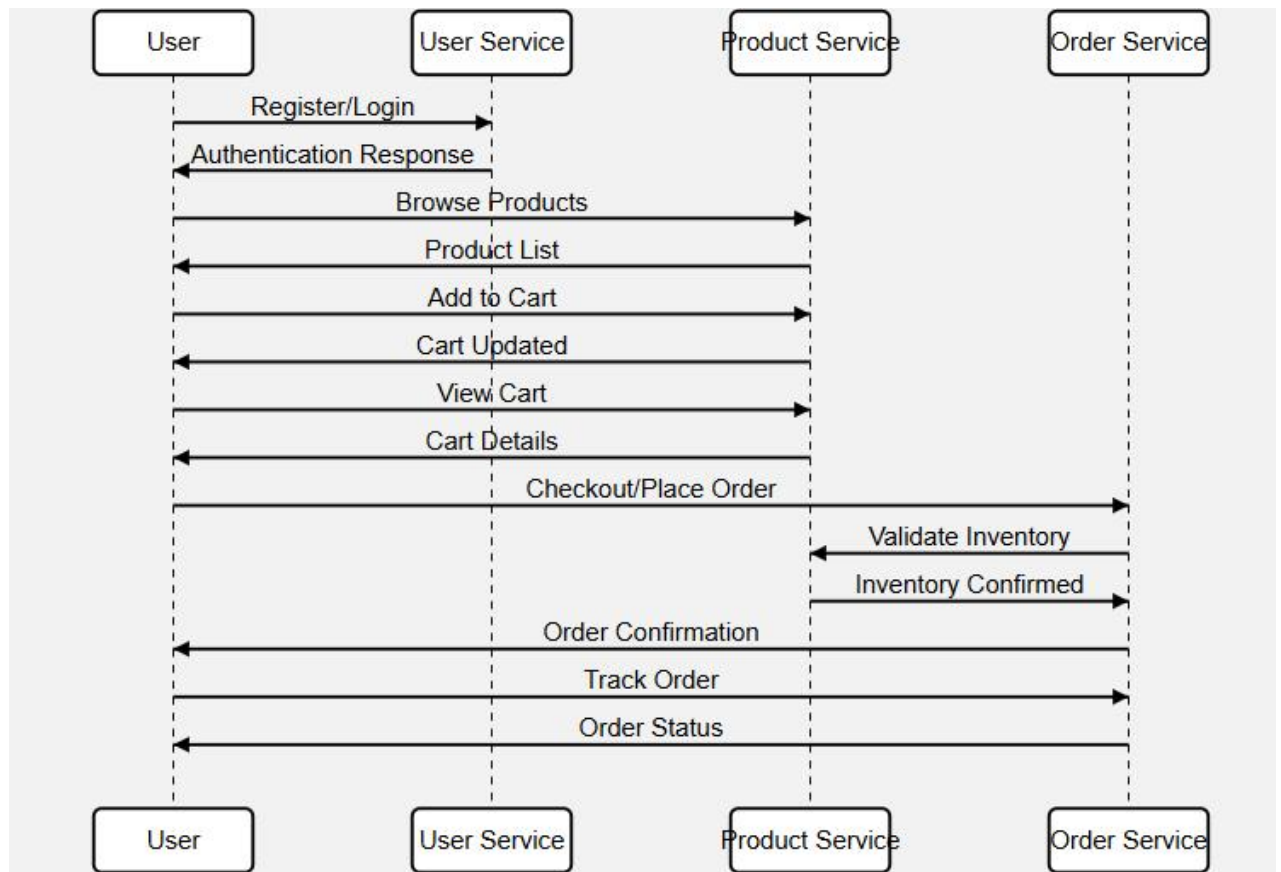 User
User Service
Product Service
Order Service
Register/Login
Authentication Response
Browse Products
Product List
Add to Cart
Cart Updated
View Cart
Cart Details
Checkout/Place Order
Validate Inventory
Inventory Confirmed
Order Confirmation
Track Order
Order Status
User
User Service
Product Service
Order Service